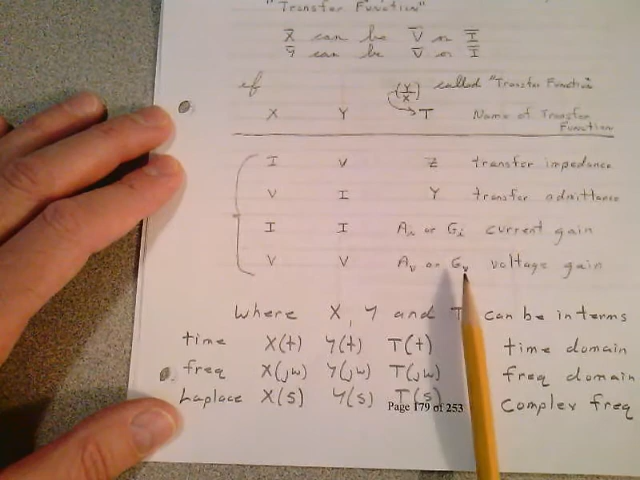 "Transfer Function"
X̄ can be V̄ or Ī
Ȳ can be V̄ or Ī
if (Y/X) called "Transfer Function"
X Y T Name of Transfer
Function
I V Z transfer impedance
V I Y transfer admittance
I I Ai or Gi current gain
V V Av or Gv voltage gain
Where X, Y and T can be in terms
time X(t) Y(t) T(t) time domain
freq X(jw) Y(jw) T(jw) freq domain
Laplace X(s) Y(s) T(s) Complex freq
Page 179 of 253